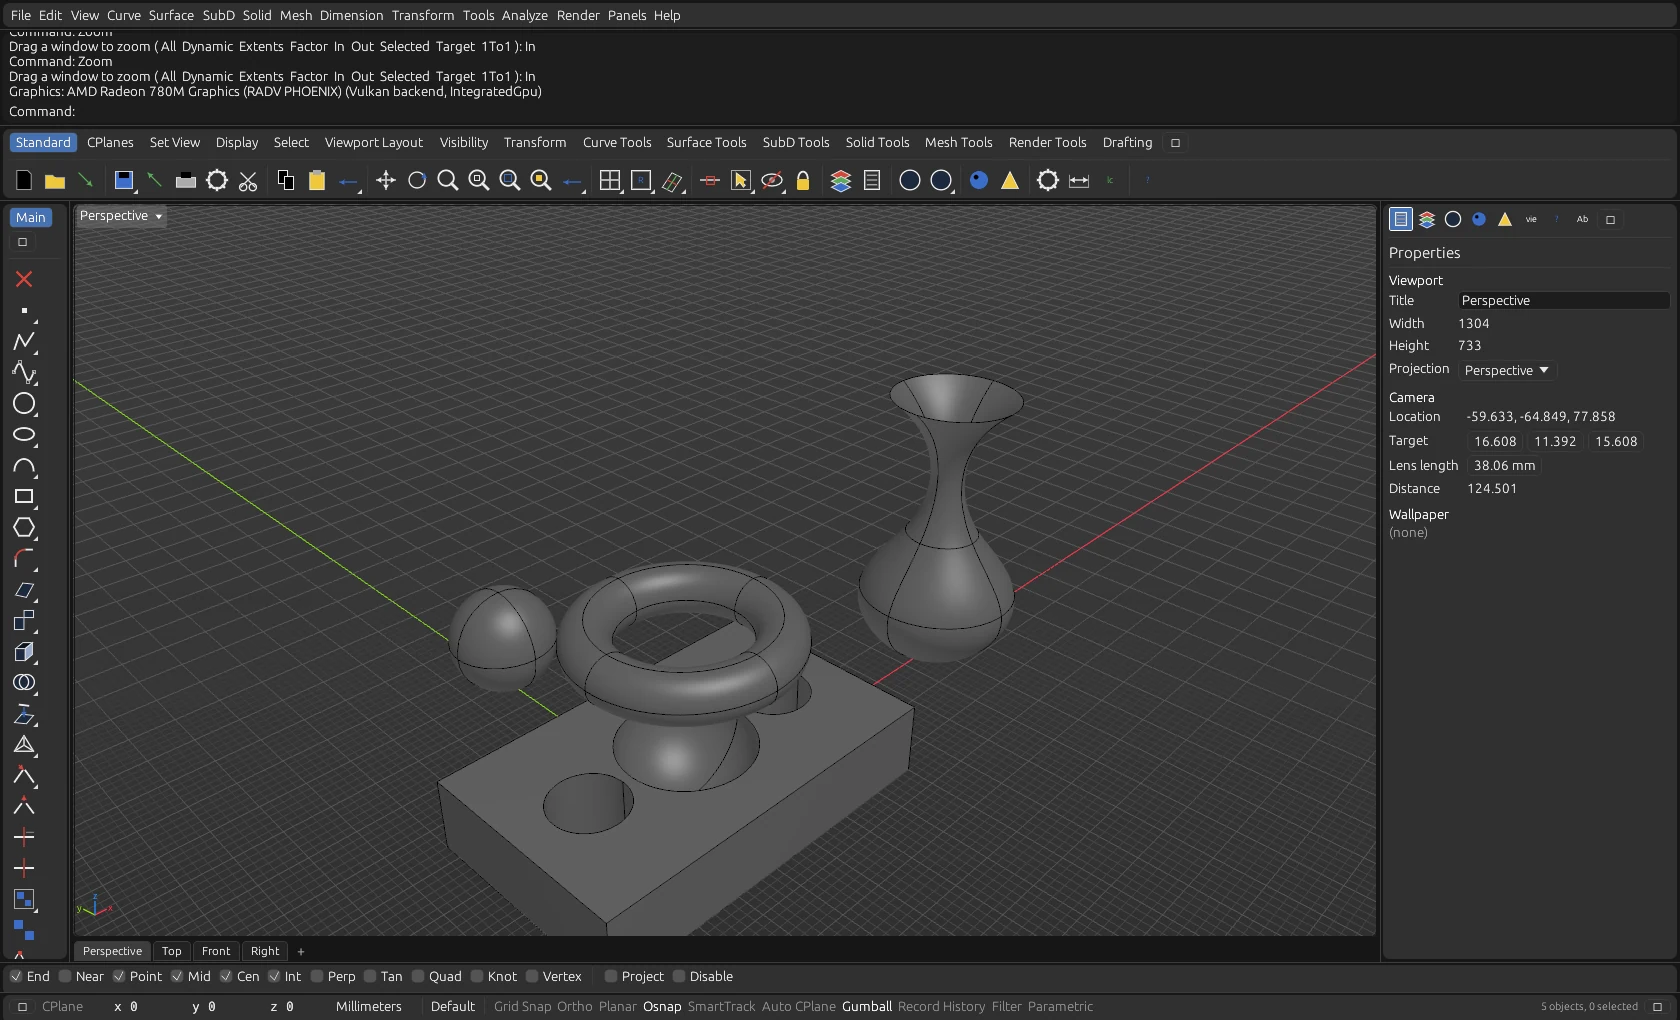 File Edit View Curve Surface SubD Solid Mesh Dimension Transform Tools Analyze Render Panels Help
Command: Zoom
Drag a window to zoom ( All Dynamic Extents Factor In Out Selected Target 1To1 ): In
Command: Zoom
Drag a window to zoom ( All Dynamic Extents Factor In Out Selected Target 1To1 ): In
Graphics: AMD Radeon 780M Graphics (RADV PHOENIX) (Vulkan backend, IntegratedGpu)
Command:
Standard CPlanes Set View Display Select Viewport Layout Visibility Transform Curve Tools Surface Tools SubD Tools Solid Tools Mesh Tools Render Tools Drafting
Main
Perspective
vie ? Ab
Properties
Viewport
Title Perspective
Width 1304
Height 733
Projection Perspective
Camera
Location -59.633, -64.849, 77.858
Target 16.608 11.392 15.608
Lens length 38.06 mm
Distance 124.501
Wallpaper
(none)
z
y x
Perspective Top Front Right +
End Near Point Mid Cen Int Perp Tan Quad Knot Vertex Project Disable
CPlane x 0 y 0 z 0 Millimeters Default Grid Snap Ortho Planar Osnap SmartTrack Auto CPlane Gumball Record History Filter Parametric 5 objects, 0 selected